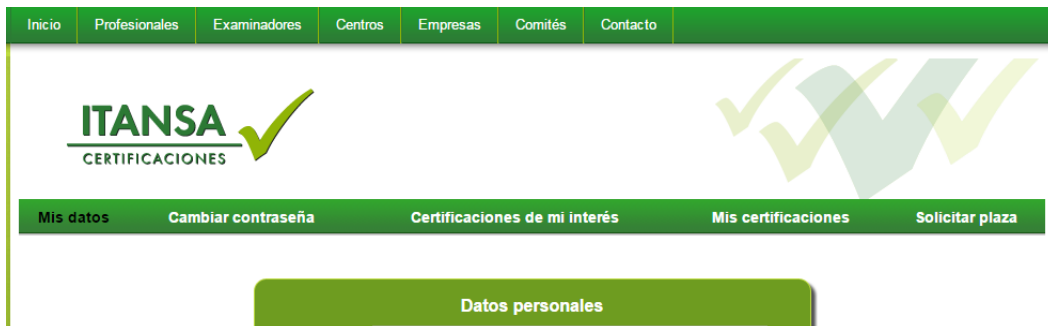 Inicio Profesionales Examinadores Centros Empresas Comités Contacto
ITANSA
CERTIFICACIONES
Mis datos Cambiar contraseña Certificaciones de mi interés Mis certificaciones Solicitar plaza
Datos personales